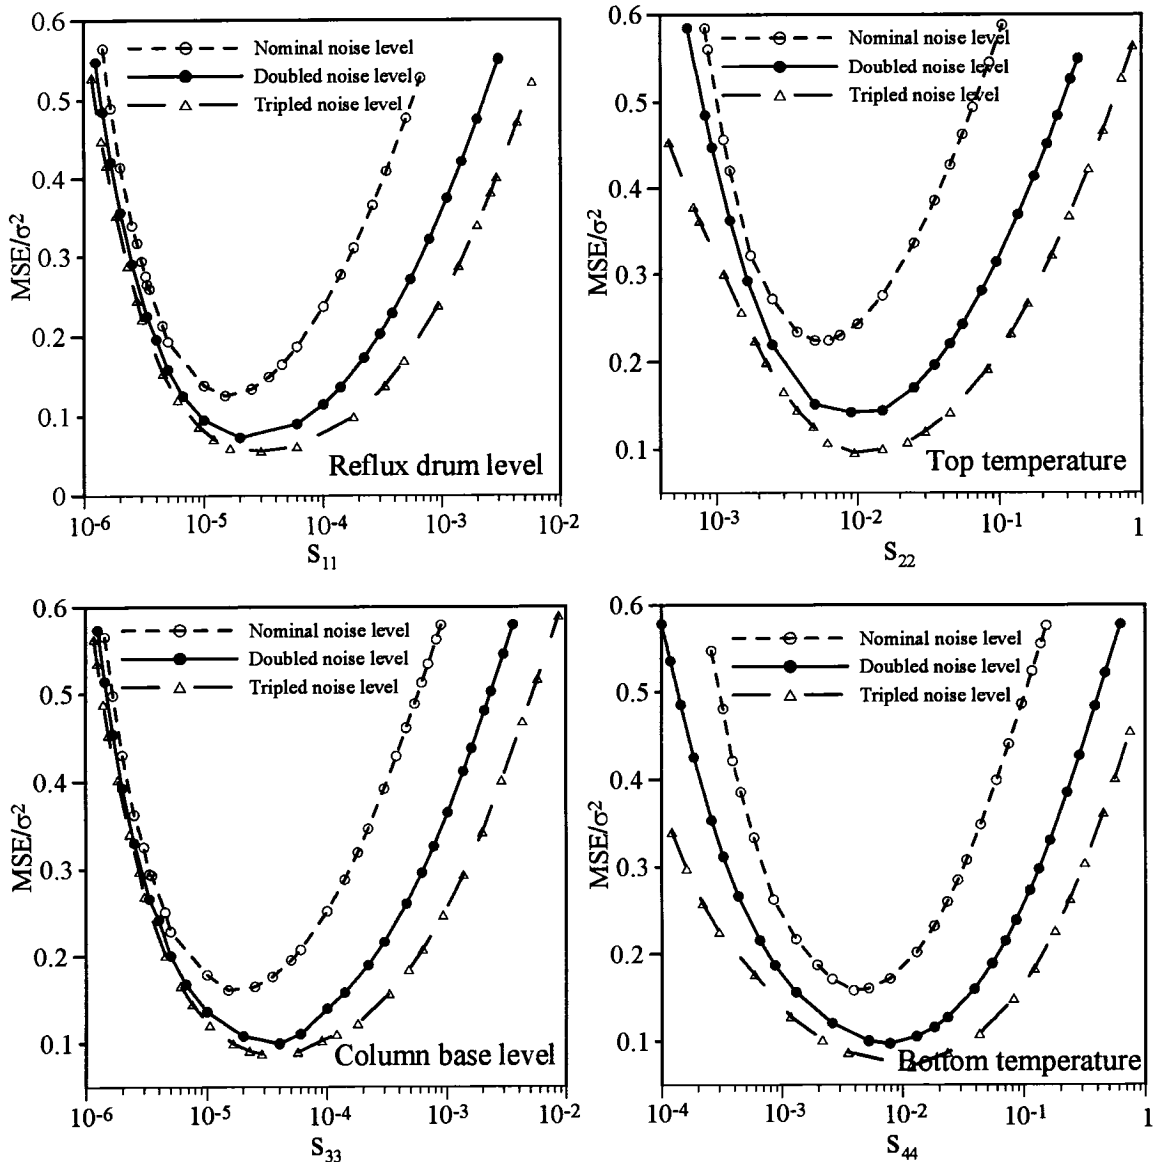 0.6
0.5
0.4
0.3
0.2
0.1
0
MSE/σ²
Nominal noise level
Doubled noise level
Tripled noise level
Reflux drum level
10⁻⁶
10⁻⁵
10⁻⁴
10⁻³
10⁻²
S₁₁
0.6
0.5
0.4
0.3
0.2
0.1
MSE/σ²
Nominal noise level
Doubled noise level
Tripled noise level
Top temperature
10⁻³
10⁻²
10⁻¹
1
S₂₂
0.6
0.5
0.4
0.3
0.2
0.1
MSE/σ²
Nominal noise level
Doubled noise level
Tripled noise level
Column base level
10⁻⁶
10⁻⁵
10⁻⁴
10⁻³
10⁻²
S₃₃
0.6
0.5
0.4
0.3
0.2
0.1
MSE/σ²
Nominal noise level
Doubled noise level
Tripled noise level
Bottom temperature
10⁻⁴
10⁻³
10⁻²
10⁻¹
1
S₄₄